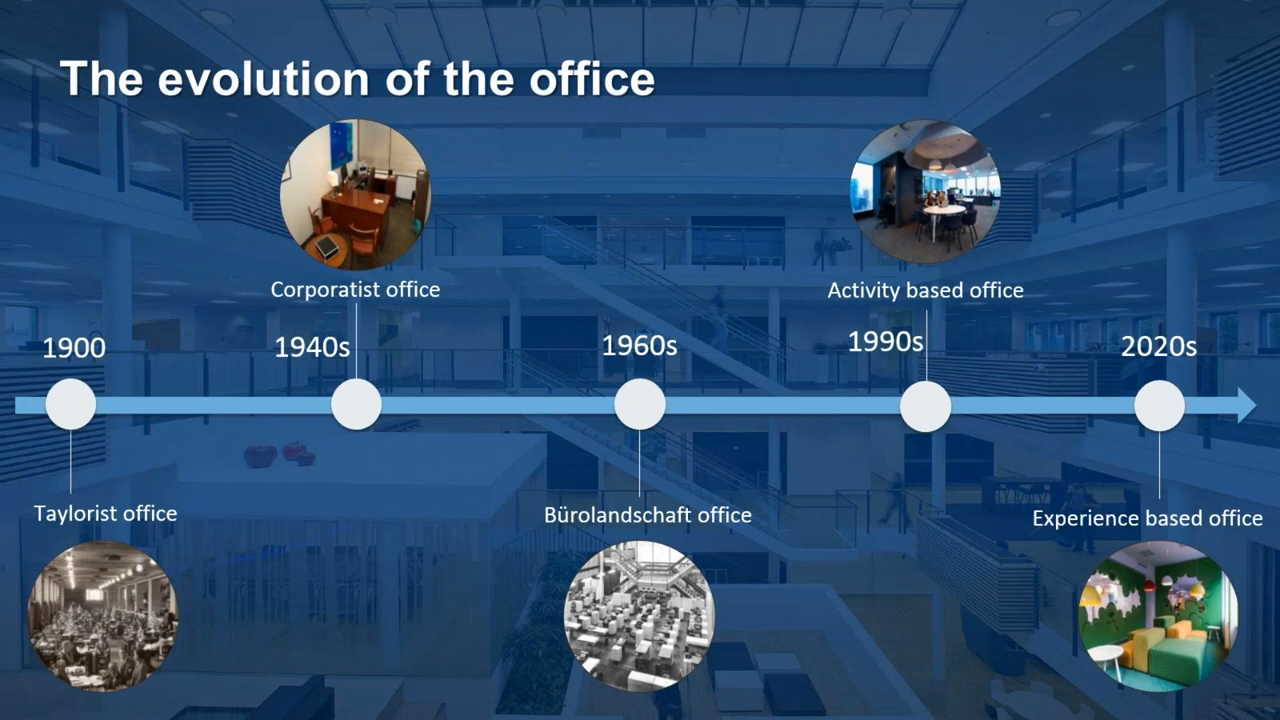 The evolution of the office
Corporatist office
Activity based office
1900
1940s
1960s
1990s
2020s
Taylorist office
Bürolandschaft office
Experience based office